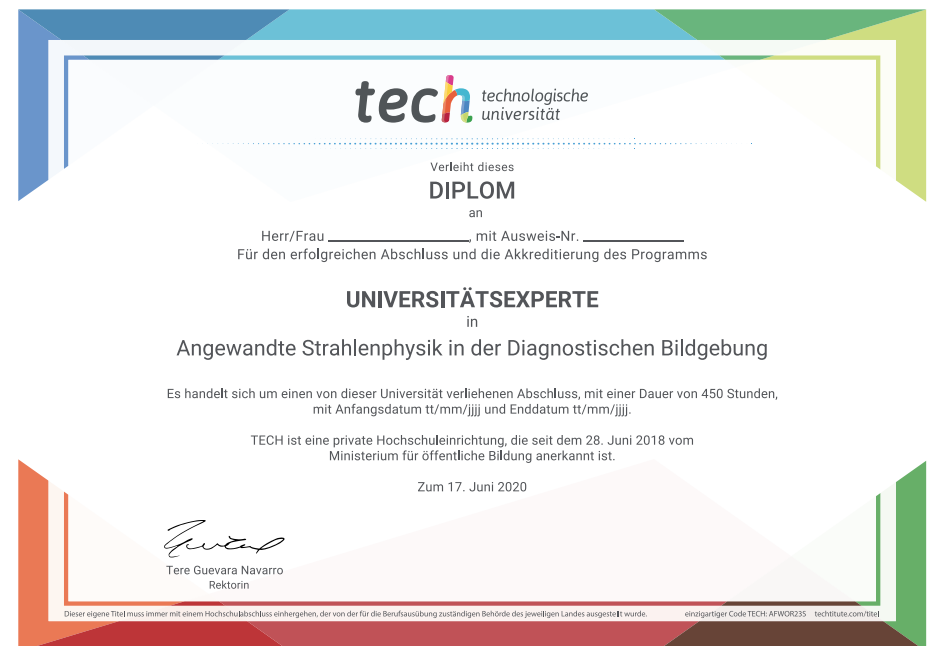 tech technologische
universität
Verleiht dieses
DIPLOM
an
Herr/Frau ____________________, mit Ausweis-Nr. ______________
Für den erfolgreichen Abschluss und die Akkreditierung des Programms
UNIVERSITÄTSEXPERTE
in
Angewandte Strahlenphysik in der Diagnostischen Bildgebung
Es handelt sich um einen von dieser Universität verliehenen Abschluss, mit einer Dauer von 450 Stunden,
mit Anfangsdatum tt/mm/jjjj und Enddatum tt/mm/jjjj.
TECH ist eine private Hochschuleinrichtung, die seit dem 28. Juni 2018 vom
Ministerium für öffentliche Bildung anerkannt ist.
Zum 17. Juni 2020
Tere Guevara Navarro
Rektorin
Dieser eigene Titel muss immer mit einem Hochschulabschluss einhergehen, der von der für die Berufsausübung zuständigen Behörde des jeweiligen Landes ausgestellt wurde. einzigartiger Code TECH: AFWOR23S techtitute.com/titel